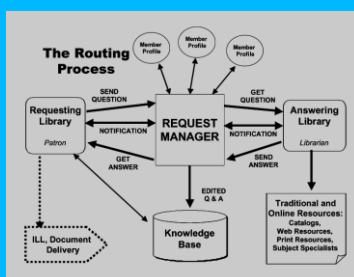 The Routing
Process
Member
Profile
Member
Profile
Member
Profile
SEND
QUESTION
GET
QUESTION
Requesting
Library
Patron
NOTIFICATION
REQUEST
MANAGER
NOTIFICATION
Answering
Library
Librarian
GET
ANSWER
SEND
ANSWER
EDITED
Q & A
ILL, Document
Delivery
Knowledge
Base
Traditional and
Online Resources:
Catalogs,
Web Resources,
Print Resources,
Subject Specialists